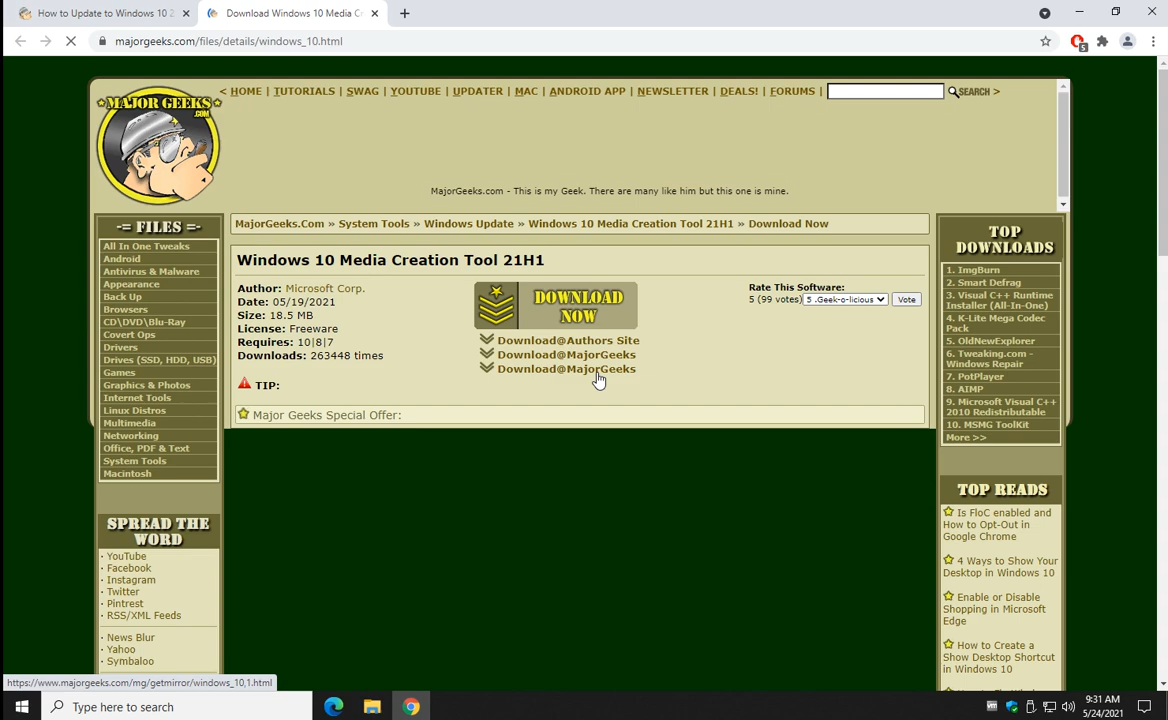 How to Update to Windows 10 2
Download Windows 10 Media C
majorgeeks.com/files/details/windows_10.html
5
MAJOR GEEKS
.COM
< HOME | TUTORIALS | SWAG | YOUTUBE | UPDATER | MAC | ANDROID APP | NEWSLETTER | DEALS! | FORUMS | SEARCH >
MajorGeeks.com - This is my Geek. There are many like him but this one is mine.
-= FILES =-
All In One Tweaks
Android
Antivirus & Malware
Appearance
Back Up
Browsers
CD\DVD\Blu-Ray
Covert Ops
Drivers
Drives (SSD, HDD, USB)
Games
Graphics & Photos
Internet Tools
Linux Distros
Multimedia
Networking
Office, PDF & Text
System Tools
Macintosh
SPREAD THE
WORD
· YouTube
· Facebook
· Instagram
· Twitter
· Pintrest
· RSS/XML Feeds
· News Blur
· Yahoo
· Symbaloo
MajorGeeks.Com » System Tools » Windows Update » Windows 10 Media Creation Tool 21H1 » Download Now
Windows 10 Media Creation Tool 21H1
Author: Microsoft Corp.
Date: 05/19/2021
Size: 18.5 MB
License: Freeware
Requires: 10|8|7
Downloads: 263448 times
TIP:
DOWNLOAD
NOW
Download@Authors Site
Download@MajorGeeks
Download@MajorGeeks
Rate This Software:
5 (99 votes) 5 .Geek-o-licious Vote
Major Geeks Special Offer:
TOP
DOWNLOADS
1. ImgBurn
2. Smart Defrag
3. Visual C++ Runtime
Installer (All-In-One)
4. K-Lite Mega Codec
Pack
5. OldNewExplorer
6. Tweaking.com -
Windows Repair
7. PotPlayer
8. AIMP
9. Microsoft Visual C++
2010 Redistributable
10. MSMG ToolKit
More >>
TOP READS
Is FloC enabled and
How to Opt-Out in
Google Chrome
4 Ways to Show Your
Desktop in Windows 10
Enable or Disable
Shopping in Microsoft
Edge
How to Create a
Show Desktop Shortcut
in Windows 10
https://www.majorgeeks.com/mg/getmirror/windows_10,1.html
Type here to search
vm
9:31 AM
5/24/2021